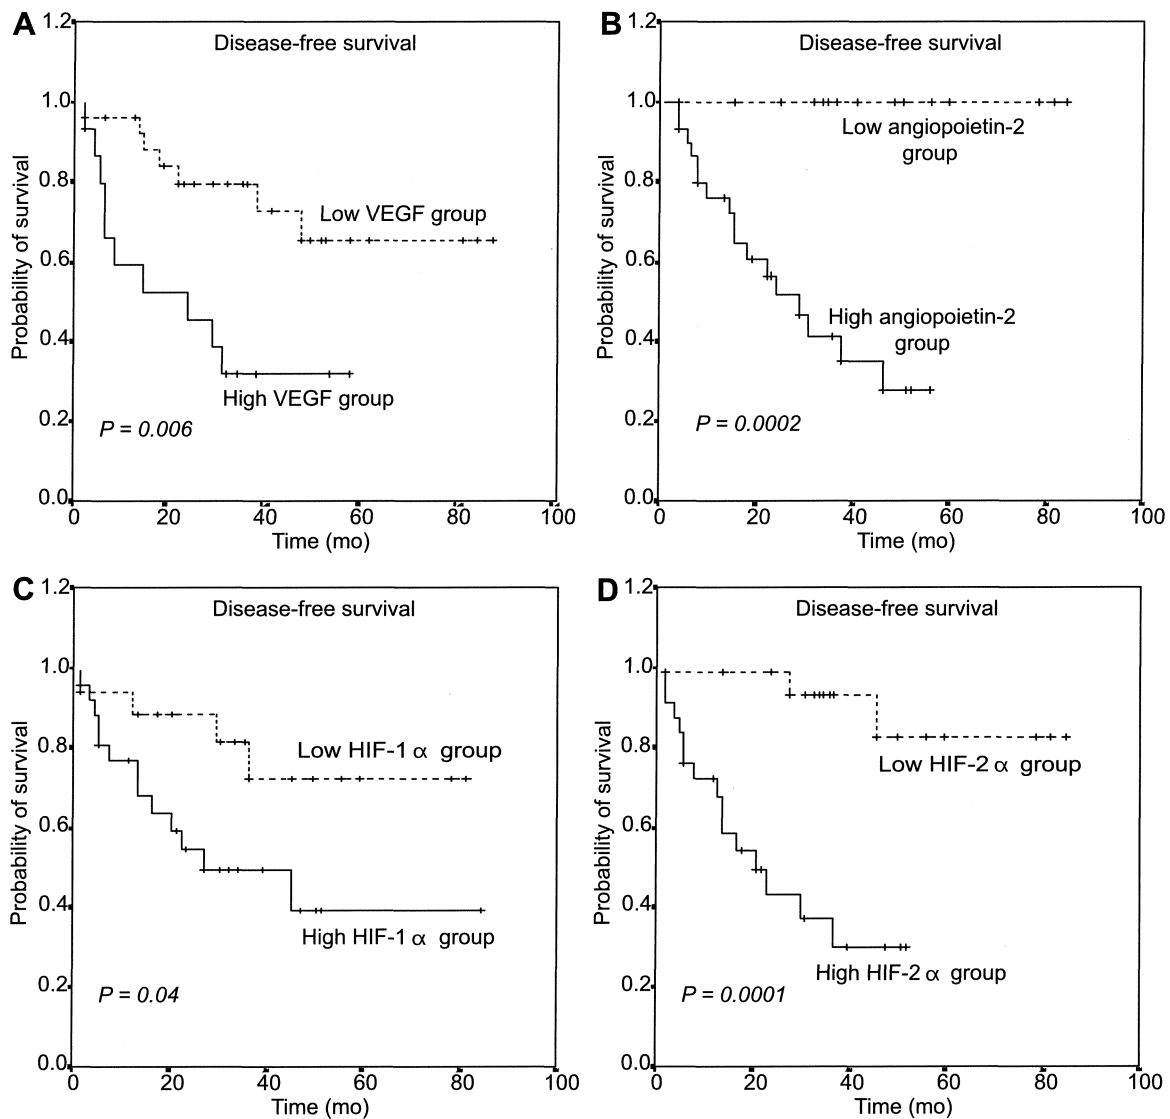 A
1.2
Disease-free survival
1.0
0.8
0.6
0.4
0.2
0.0
Probability of survival
Low VEGF group
High VEGF group
P = 0.006
0 20 40 60 80 100
Time (mo)
B
1.2
Disease-free survival
1.0
0.8
0.6
0.4
0.2
0.0
Probability of survival
Low angiopoietin-2
group
High angiopoietin-2
group
P = 0.0002
0 20 40 60 80 100
Time (mo)
C
1.2
Disease-free survival
1.0
0.8
0.6
0.4
0.2
0.0
Probability of survival
Low HIF-1 α group
High HIF-1 α group
P = 0.04
0 20 40 60 80 100
Time (mo)
D
1.2
Disease-free survival
1.0
0.8
0.6
0.4
0.2
0.0
Probability of survival
Low HIF-2 α group
High HIF-2 α group
P = 0.0001
0 20 40 60 80 100
Time (mo)